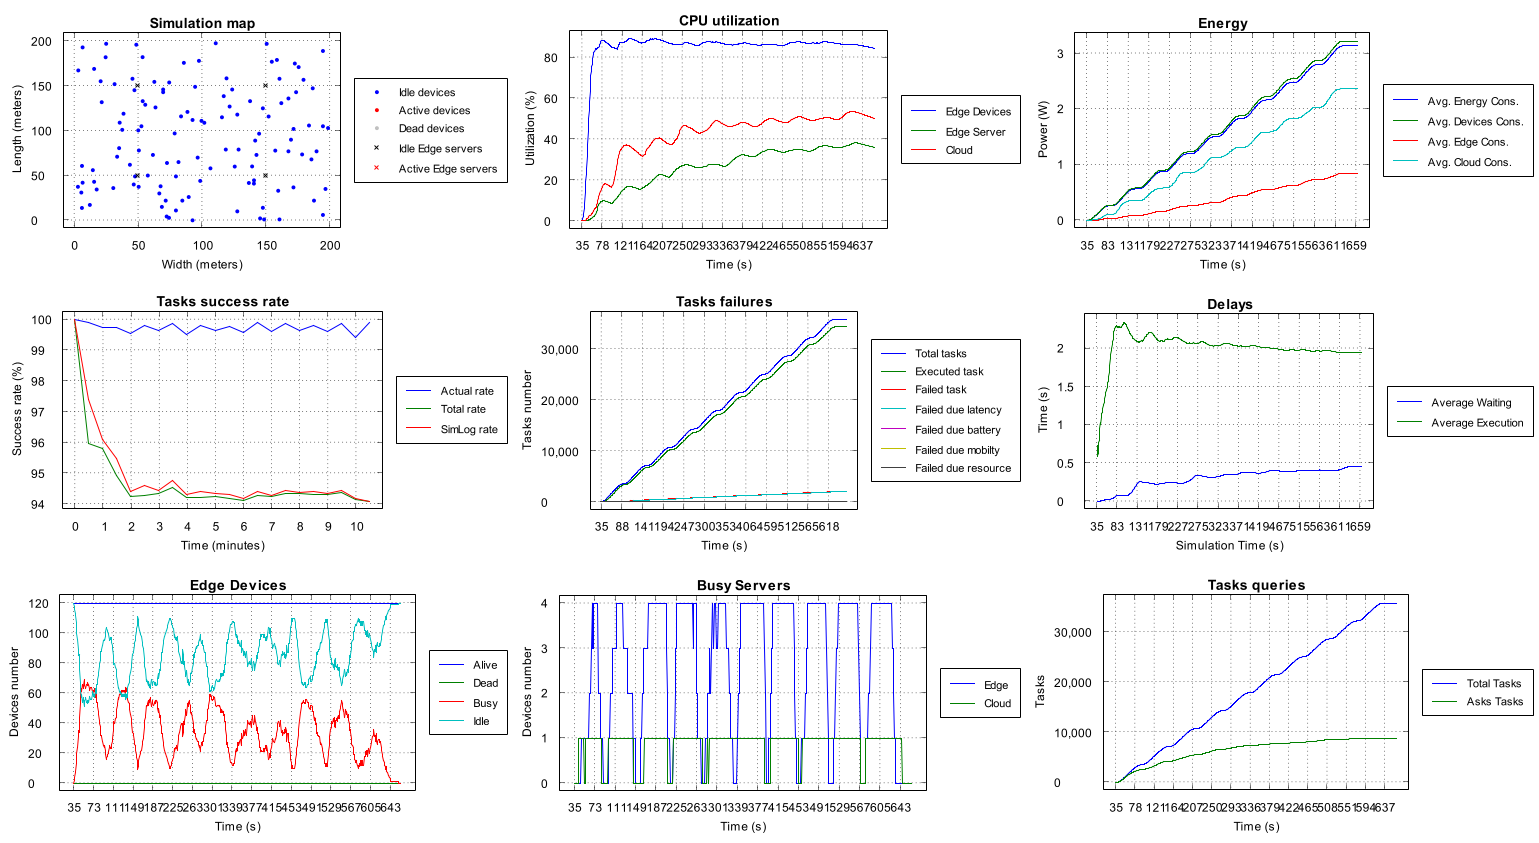 Simulation map
200
150
100
50
0
Length (meters)
0 50 100 150 200
Width (meters)
Idle devices
Active devices
Dead devices
Idle Edge servers
Active Edge servers
CPU utilization
80
60
40
20
0
Utilization (%)
Time (s)
Edge Devices
Edge Server
Cloud
Energy
3
2
1
0
Power (W)
Time (s)
Avg. Energy Cons.
Avg. Devices Cons.
Avg. Edge Cons.
Avg. Cloud Cons.
Tasks success rate
100
99
98
97
96
95
94
Success rate (%)
0 1 2 3 4 5 6 7 8 9 10
Time (minutes)
Actual rate
Total rate
SimLog rate
Tasks failures
30,000
20,000
10,000
0
Tasks number
Time (s)
Total tasks
Executed task
Failed task
Failed due latency
Failed due battery
Failed due mobilty
Failed due resource
Delays
2
1.5
1
0.5
0
Time (s)
Simulation Time (s)
Average Waiting
Average Execution
Edge Devices
120
100
80
60
40
20
0
Devices number
Time (s)
Alive
Dead
Busy
Idle
Busy Servers
4
3
2
1
0
Devices number
Time (s)
Edge
Cloud
Tasks queries
30,000
20,000
10,000
0
Tasks
Time (s)
Total Tasks
Asks Tasks